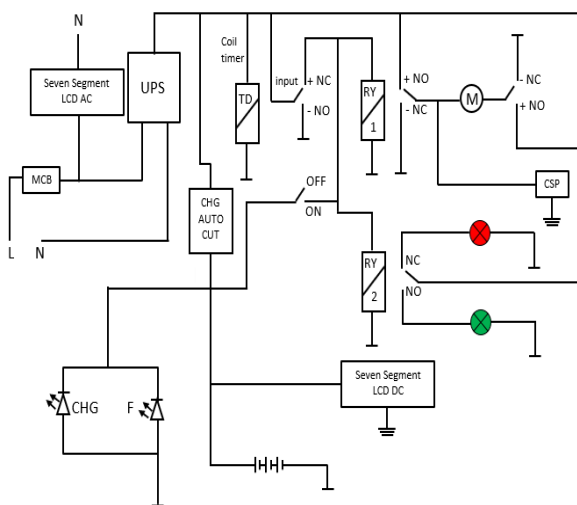 N
Coil
timer
Seven Segment
LCD AC
UPS
input
+ NC
- NO
TD
RY
1
+ NO
- NC
M
- NC
+ NO
MCB
CSP
L
N
CHG
AUTO
CUT
OFF
ON
RY
2
NC
NO
Seven Segment
LCD DC
CHG
F